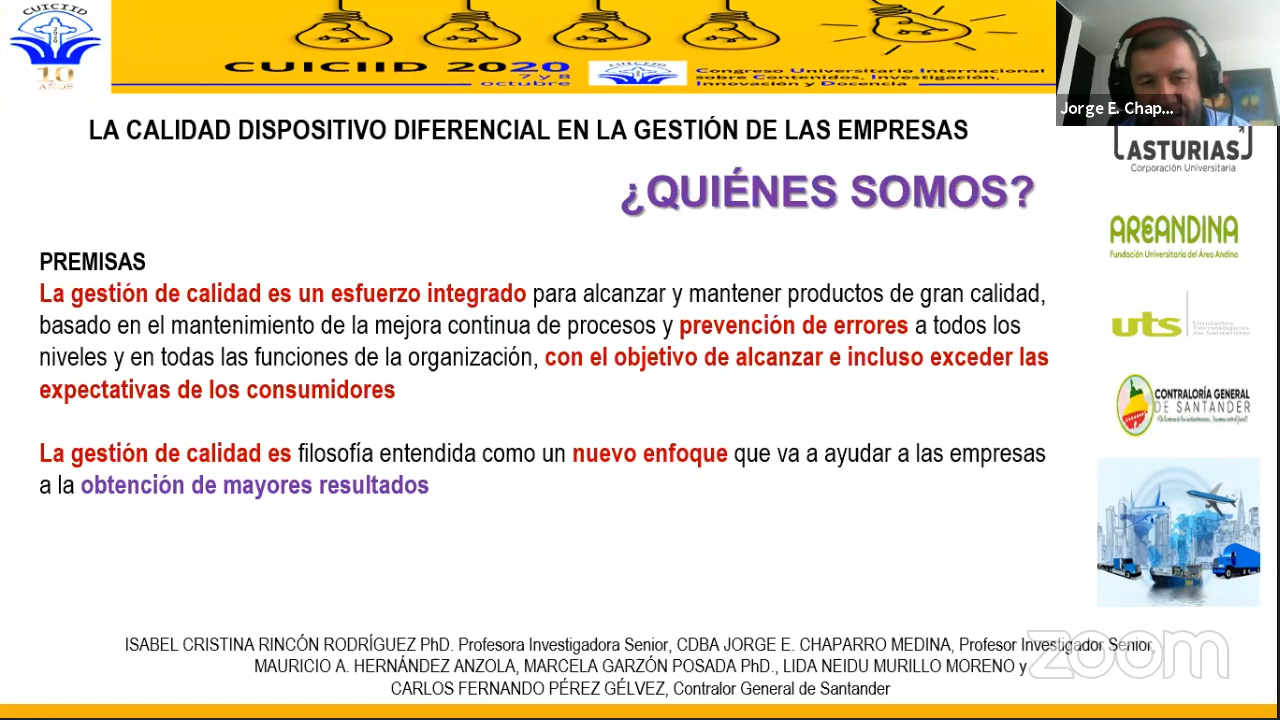 CUICIID
10
AÑOS
CUICIID 2020
7 y 8
octubre
Congreso Universitario Internacional
sobre Contenidos, Investigación,
Innovación y Docencia
Jorge E. Chap...
LA CALIDAD DISPOSITIVO DIFERENCIAL EN LA GESTIÓN DE LAS EMPRESAS
¿QUIÉNES SOMOS?
ASTURIAS
Corporación Universitaria
AREANDINA
Fundación Universitaria del Área Andina
uts
Unidades
Tecnológicas
de Santander
CONTRALORÍA GENERAL
DE SANTANDER
PREMISAS
La gestión de calidad es un esfuerzo integrado para alcanzar y mantener productos de gran calidad,
basado en el mantenimiento de la mejora continua de procesos y prevención de errores a todos los
niveles y en todas las funciones de la organización, con el objetivo de alcanzar e incluso exceder las
expectativas de los consumidores
La gestión de calidad es filosofía entendida como un nuevo enfoque que va a ayudar a las empresas
a la obtención de mayores resultados
ISABEL CRISTINA RINCÓN RODRÍGUEZ PhD. Profesora Investigadora Senior, CDBA JORGE E. CHAPARRO MEDINA, Profesor Investigador Senior,
MAURICIO A. HERNÁNDEZ ANZOLA, MARCELA GARZÓN POSADA PhD., LIDA NEIDU MURILLO MORENO y
CARLOS FERNANDO PÉREZ GÉLVEZ, Contralor General de Santander
zoom